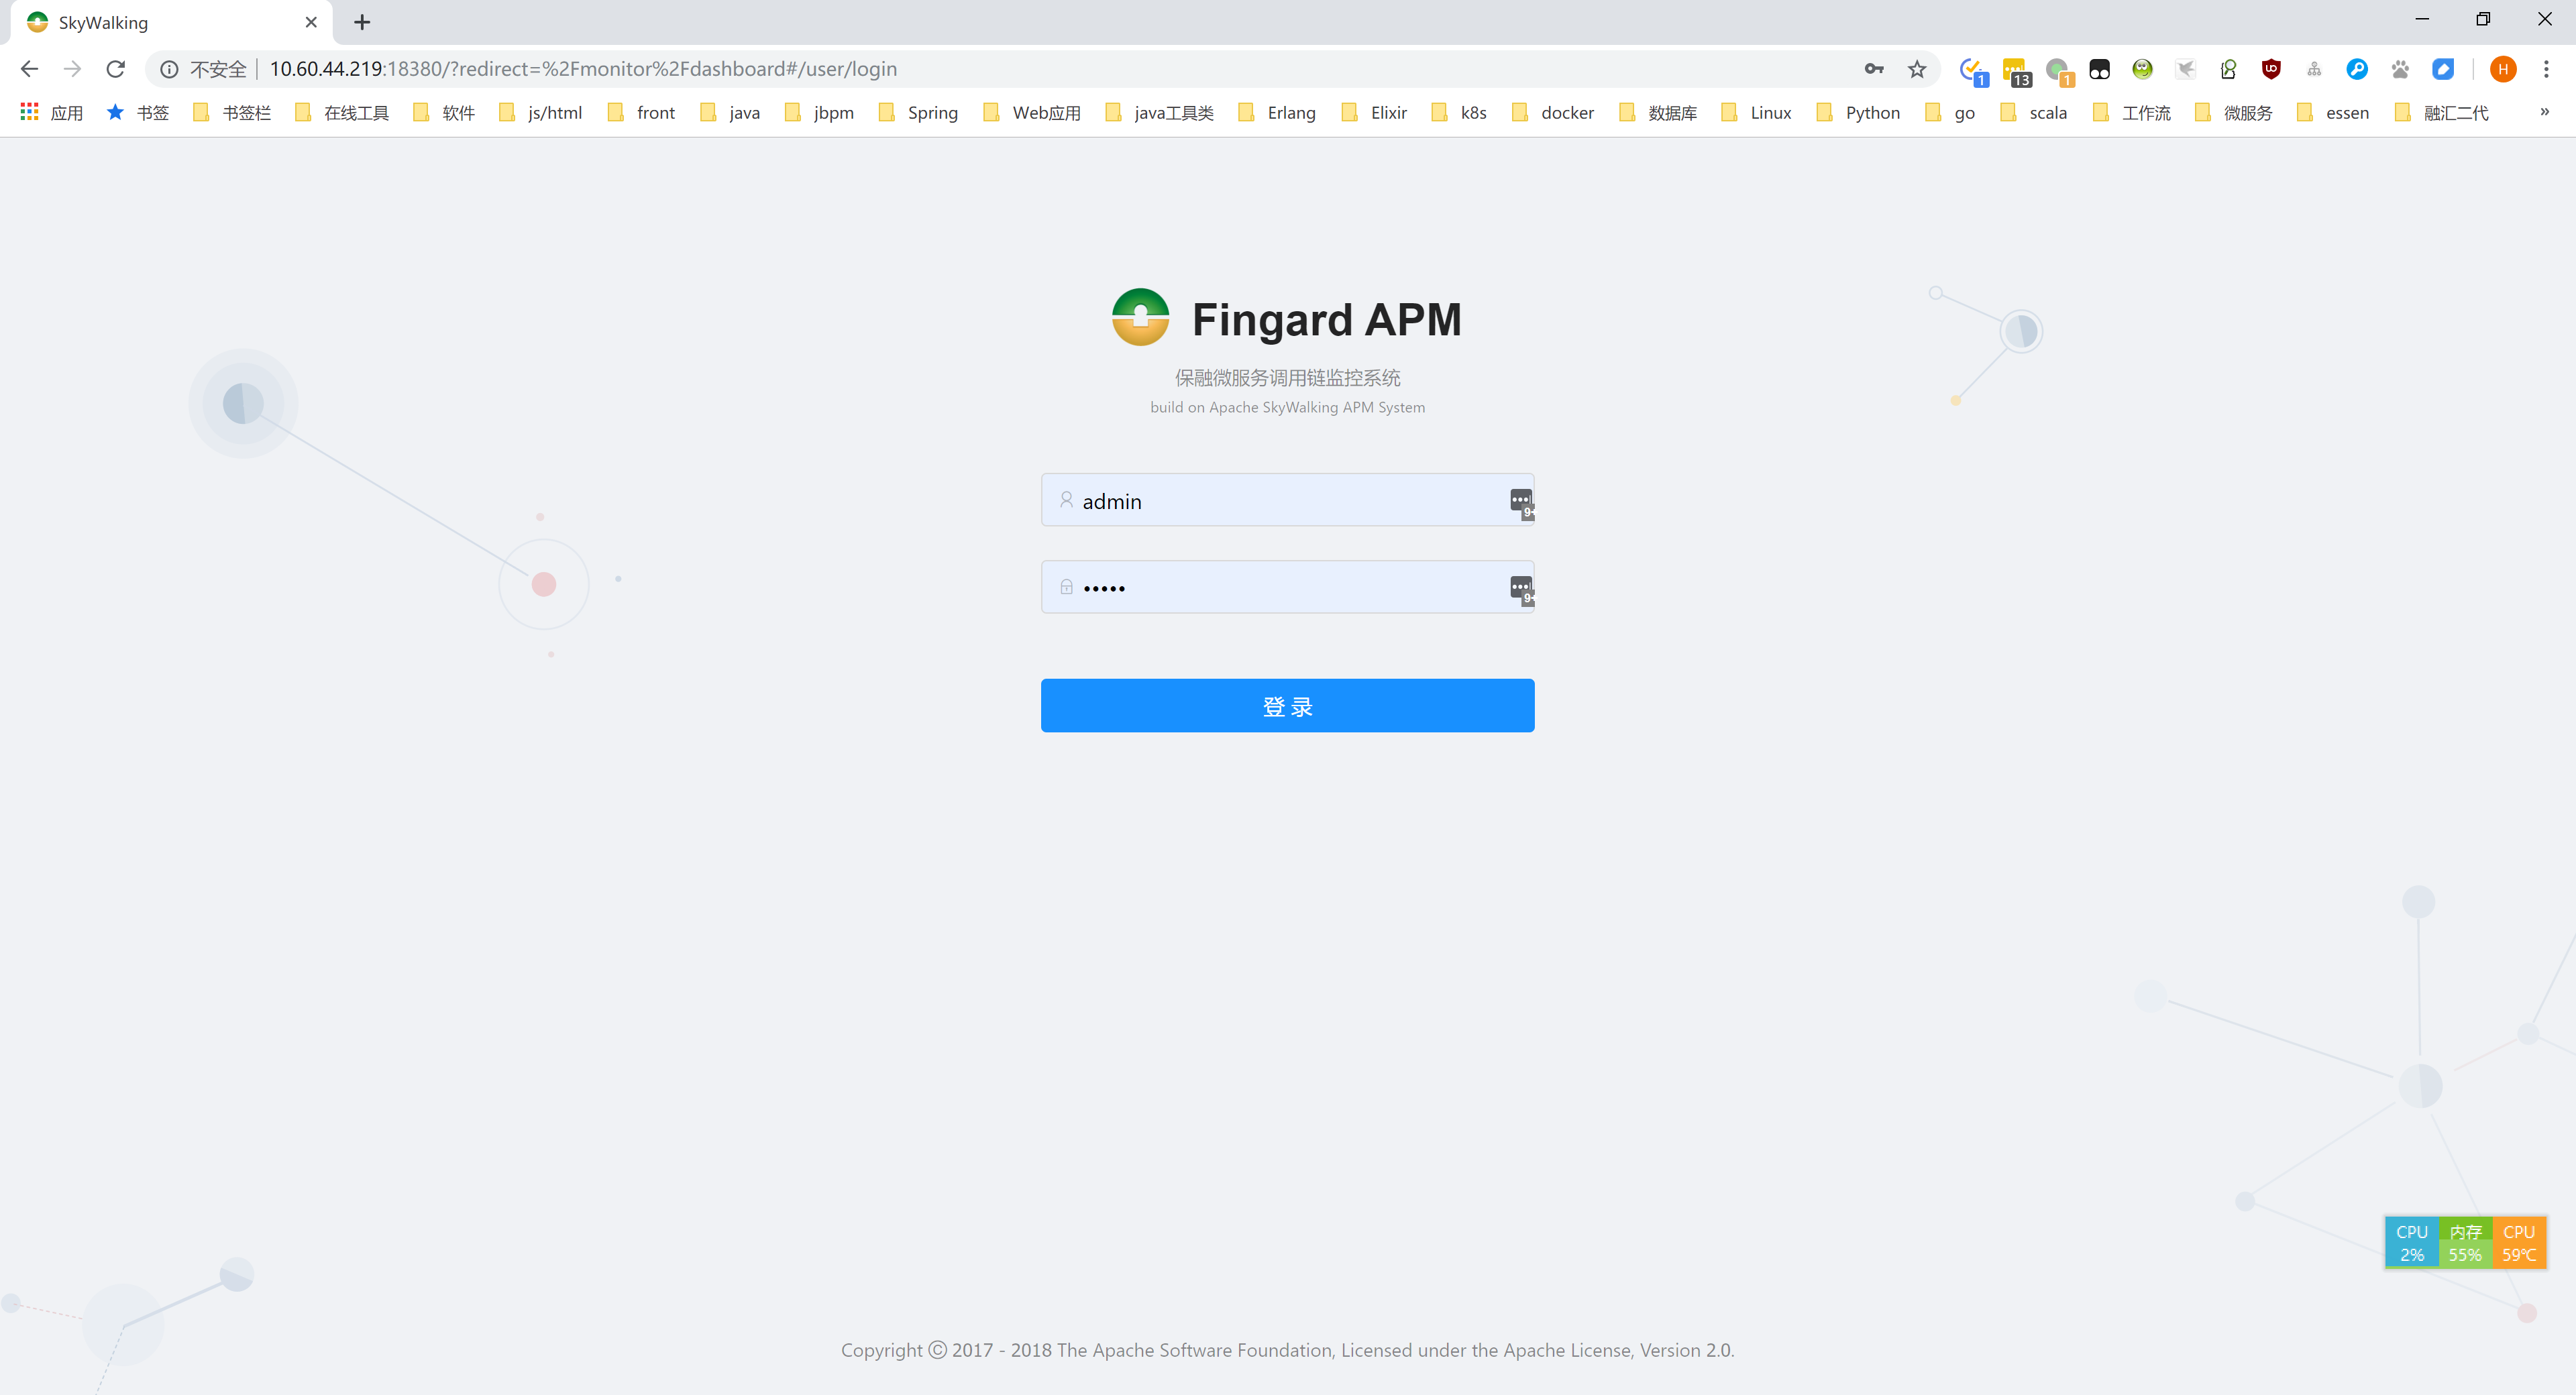 SkyWalking
不安全 10.60.44.219:18380/?redirect=%2Fmonitor%2Fdashboard#/user/login 1 13 1 H
应用 书签 书签栏 在线工具 软件 js/html front java jbpm Spring Web应用 java工具类 Erlang Elixir k8s docker 数据库 Linux Python go scala 工作流 微服务 essen 融汇二代 »
Fingard APM
保融微服务调用链监控系统
build on Apache SkyWalking APM System
admin
9+
•••••
9+
登 录
CPU 内存 CPU
2% 55% 59℃
Copyright © 2017 - 2018 The Apache Software Foundation, Licensed under the Apache License, Version 2.0.